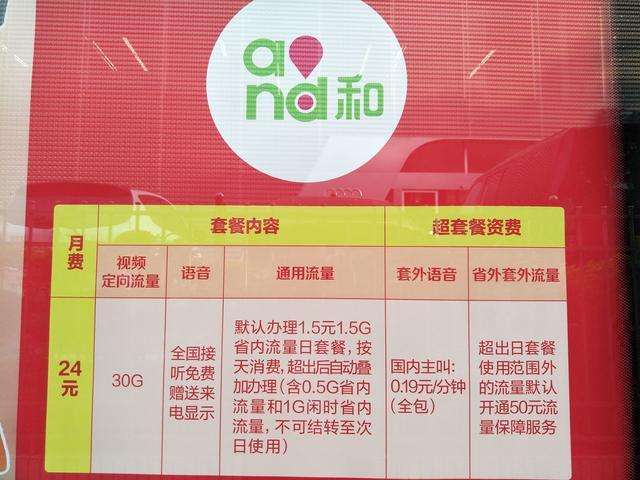 and和
套餐内容
超套餐资费
月费
视频
定向流量
语音
通用流量
套外语音
省外套外流量
24
元
30G
全国接
听免费
赠送来
电显示
默认办理1.5元1.5G
省内流量日套餐，按
天消费，超出后自动叠
加办理（含0.5G省内
流量和1G闲时省内
流量，不可结转至次
日使用）
国内主叫：
0.19元/分钟
（全包）
超出日套餐
使用范围外
的流量默认
开通50元流
量保障服务